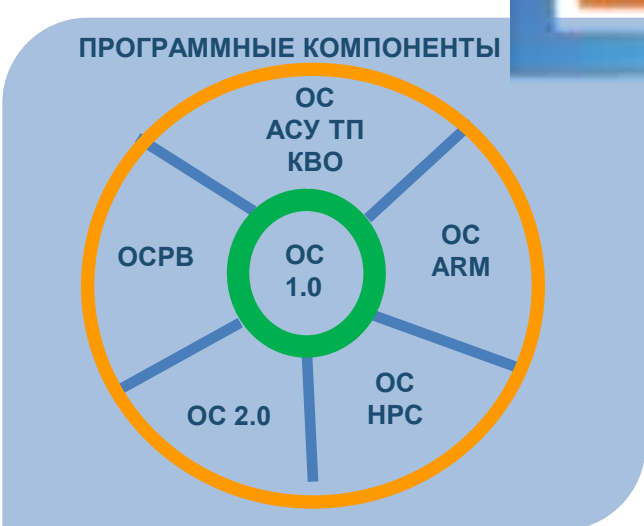 ПРОГРАММНЫЕ КОМПОНЕНТЫ
ОС
АСУ ТП
КВО
ОС
ARM
ОС
HPC
ОС 2.0
ОСРВ
ОС
1.0